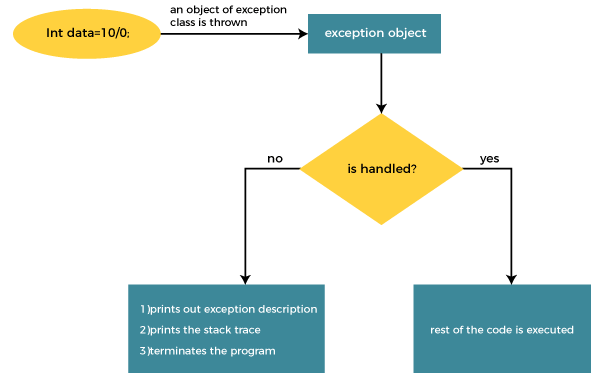 an object of exception
class is thrown
Int data=10/0;
exception object
is handled?
no
yes
1)prints out exception description
2)prints the stack trace
3)terminates the program
rest of the code is executed